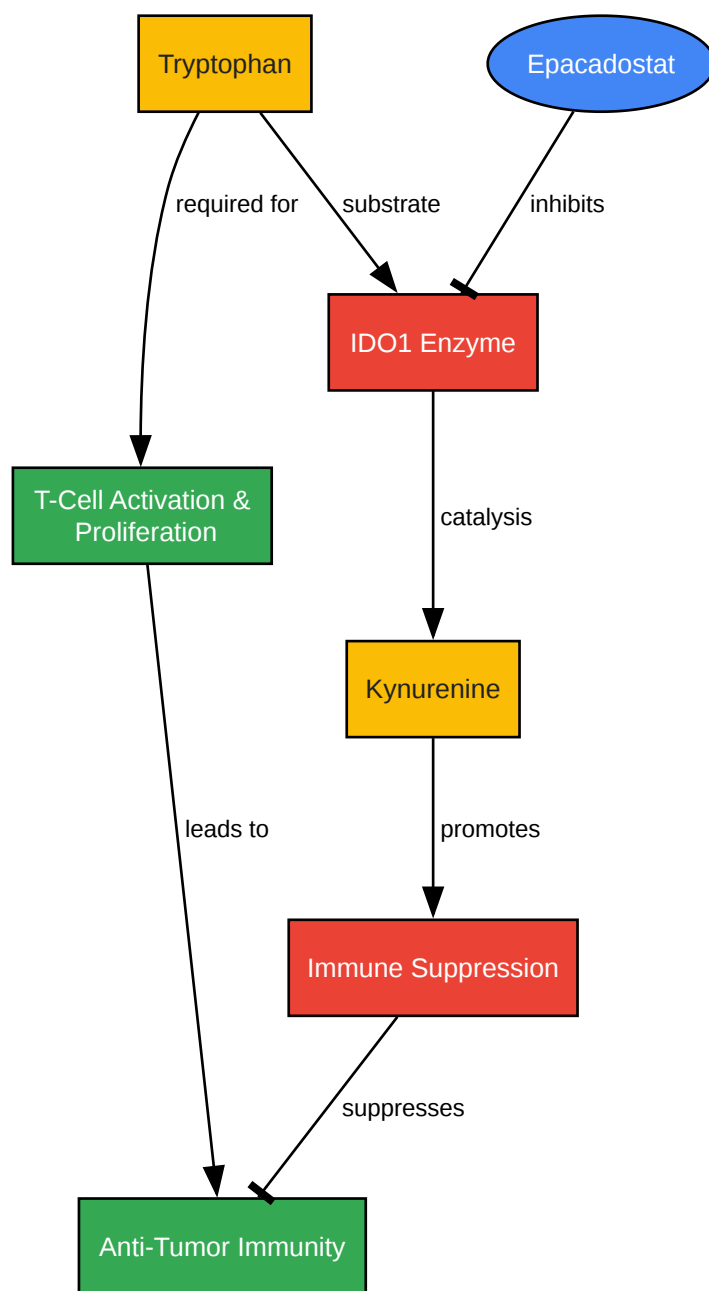 Tryptophan
Epacadostat
required for
substrate
inhibits
IDO1 Enzyme
T-Cell Activation &
Proliferation
catalysis
Kynurenine
leads to
promotes
Immune Suppression
suppresses
Anti-Tumor Immunity